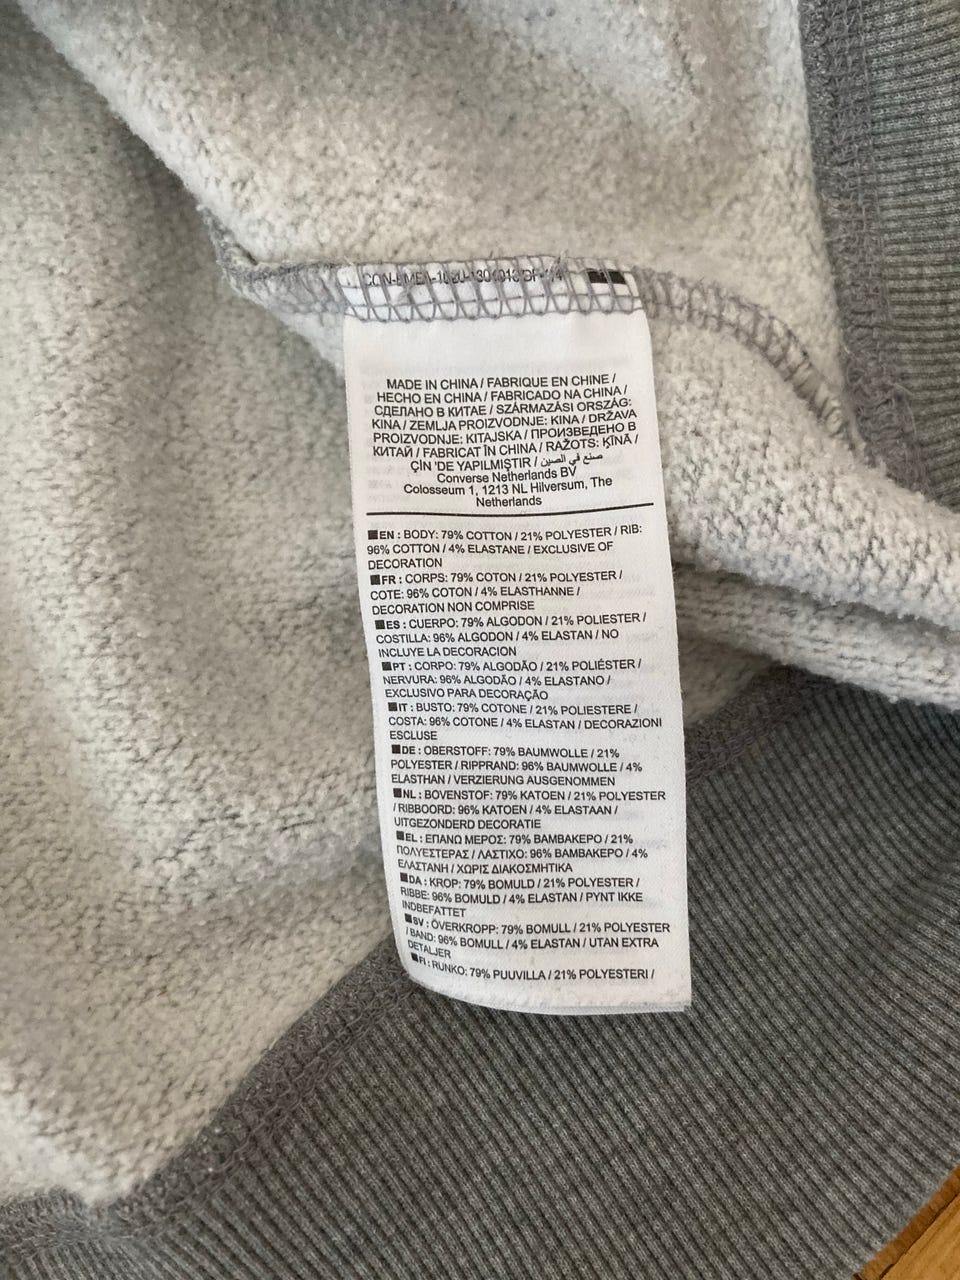 MADE IN CHINA / FABRIQUE EN CHINE /
HECHO EN CHINA / FABRICADO NA CHINA /
СДЕЛАНО В КИТАЕ / SZÁRMAZÁSI ORSZÁG:
KINA / ZEMLJA PROIZVODNJE: KINA / DRŽAVA
PROIZVODNJE: KITAJSKA / ПРОИЗВЕДЕНО В
КИТАЙ / FABRICAT ÎN CHINA / RAŽOTS: ĶĪNĀ /
ÇİN 'DE YAPILMIŞTIR / صنع في الصين
Converse Netherlands BV
Colosseum 1, 1213 NL Hilversum, The
Netherlands
EN : BODY: 79% COTTON / 21% POLYESTER / RIB:
96% COTTON / 4% ELASTANE / EXCLUSIVE OF
DECORATION
FR : CORPS: 79% COTON / 21% POLYESTER /
COTE: 96% COTON / 4% ELASTHANNE /
DECORATION NON COMPRISE
ES : CUERPO: 79% ALGODON / 21% POLIESTER /
COSTILLA: 96% ALGODON / 4% ELASTAN / NO
INCLUYE LA DECORACION
PT : CORPO: 79% ALGODÃO / 21% POLIÉSTER /
NERVURA: 96% ALGODÃO / 4% ELASTANO /
EXCLUSIVO PARA DECORAÇÃO
IT : BUSTO: 79% COTONE / 21% POLIESTERE /
COSTA: 96% COTONE / 4% ELASTAN / DECORAZIONI
ESCLUSE
DE : OBERSTOFF: 79% BAUMWOLLE / 21%
POLYESTER / RIPPRAND: 96% BAUMWOLLE / 4%
ELASTHAN / VERZIERUNG AUSGENOMMEN
NL : BOVENSTOF: 79% KATOEN / 21% POLYESTER
/ RIBBOORD: 96% KATOEN / 4% ELASTAAN /
UITGEZONDERD DECORATIE
EL : ΕΠΑΝΩ ΜΕΡΟΣ: 79% ΒΑΜΒΑΚΕΡΟ / 21%
ΠΟΛΥΕΣΤΕΡΑΣ / ΛΑΣΤΙΧΟ: 96% ΒΑΜΒΑΚΕΡΟ / 4%
ΕΛΑΣΤΑΝΗ / ΧΩΡΙΣ ΔΙΑΚΟΣΜΗΤΙΚΑ
DA : KROP: 79% BOMULD / 21% POLYESTER /
RIBBE: 96% BOMULD / 4% ELASTAN / PYNT IKKE
INDBEFATTET
SV : ÖVERKROPP: 79% BOMULL / 21% POLYESTER
/ BAND: 96% BOMULL / 4% ELASTAN / UTAN EXTRA
DETALJER
FI : RUNKO: 79% PUUVILLA / 21% POLYESTERI /